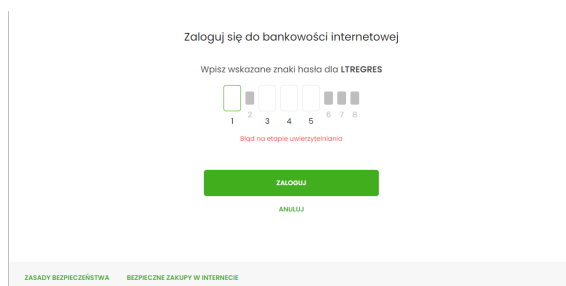 Zaloguj się do bankowości internetowej
Wpisz wskazane znaki hasła dla LTREGRES
1 2 3 4 5 6 7 8
Błąd na etapie uwierzytelniania
ZALOGUJ
ANULUJ
ZASADY BEZPIECZEŃSTWA BEZPIECZNE ZAKUPY W INTERNECIE